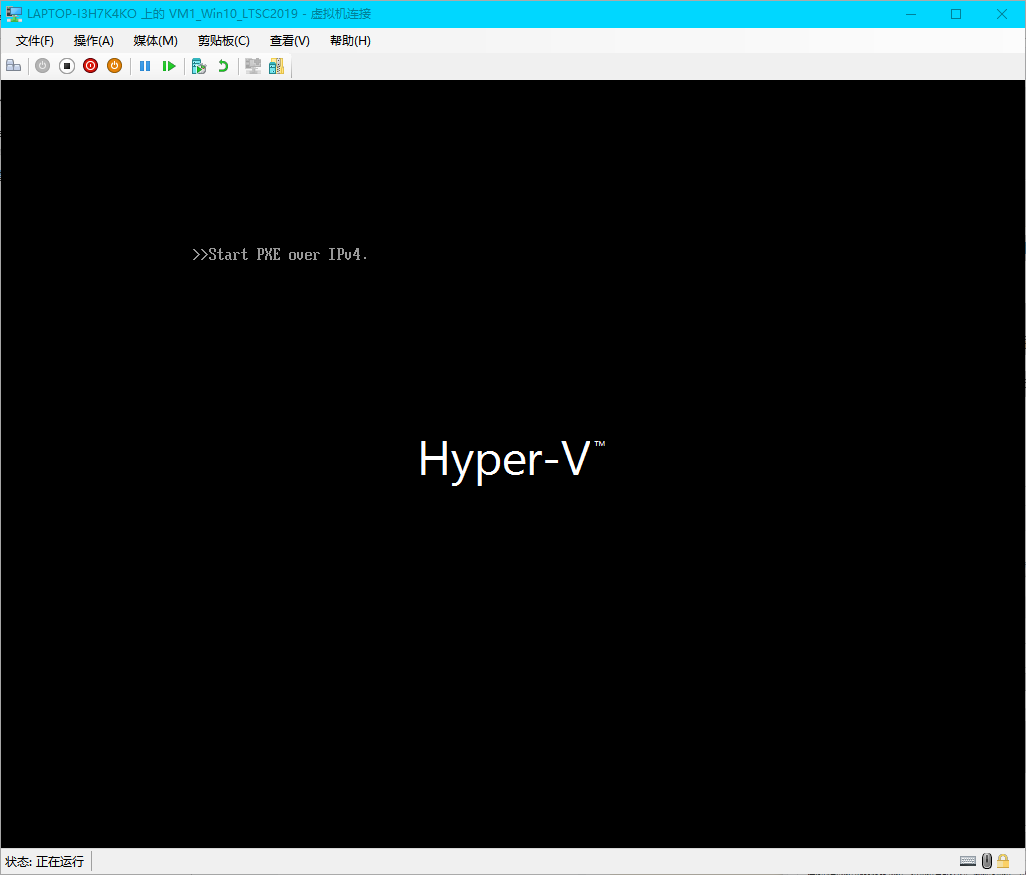 LAPTOP-I3H7K4KO 上的 VM1_Win10_LTSC2019 - 虚拟机连接
文件(F) 操作(A) 媒体(M) 剪贴板(C) 查看(V) 帮助(H)
>>Start PXE over IPv4.
Hyper-V™
状态: 正在运行